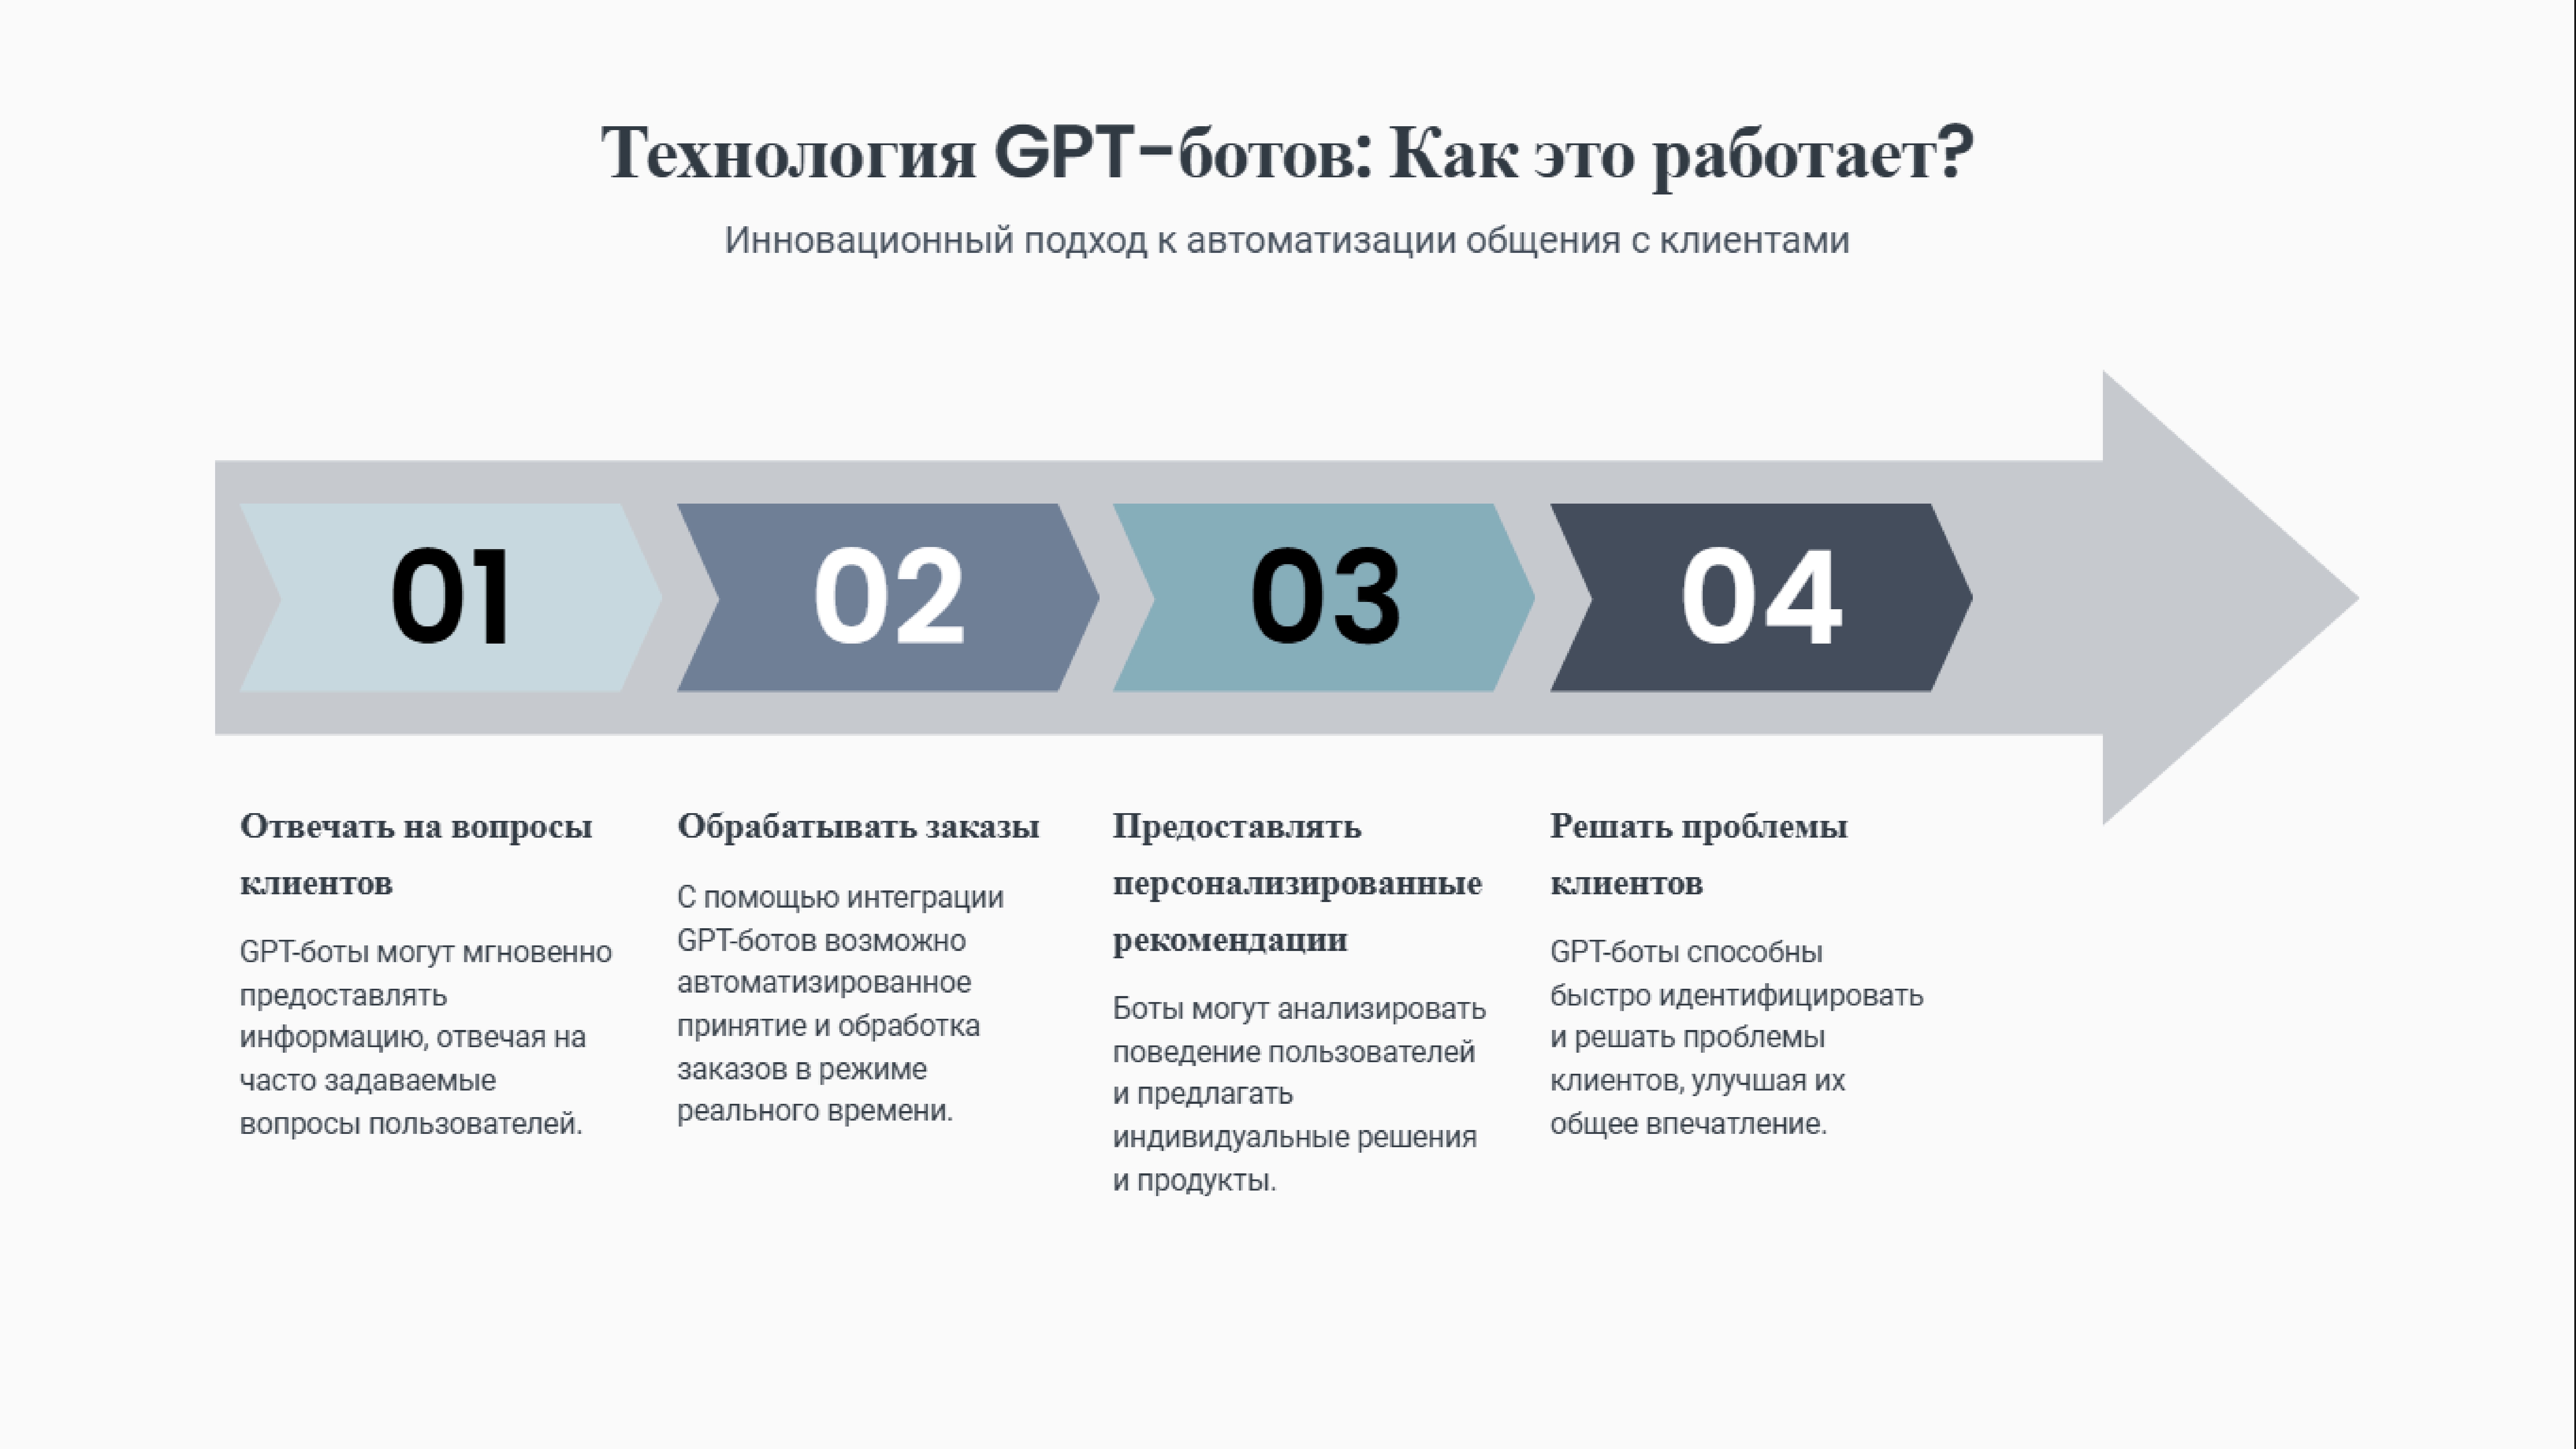 Технология GPT-ботов: Как это работает?
Инновационный подход к автоматизации общения с клиентами
01
02
03
04
Отвечать на вопросы
клиентов
GPT-боты могут мгновенно
предоставлять
информацию, отвечая на
часто задаваемые
вопросы пользователей.
Обрабатывать заказы
С помощью интеграции
GPT-ботов возможно
автоматизированное
принятие и обработка
заказов в режиме
реального времени.
Предоставлять
персонализированные
рекомендации
Боты могут анализировать
поведение пользователей
и предлагать
индивидуальные решения
и продукты.
Решать проблемы
клиентов
GPT-боты способны
быстро идентифицировать
и решать проблемы
клиентов, улучшая их
общее впечатление.